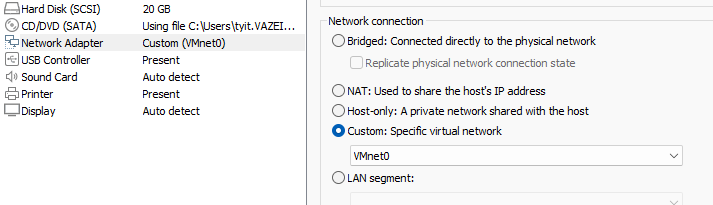 Hard Disk (SCSI) 20 GB
CD/DVD (SATA) Using file C:\Users\tyit.VAZEI...
Network Adapter Custom (VMnet0)
USB Controller Present
Sound Card Auto detect
Printer Present
Display Auto detect
Network connection
Bridged: Connected directly to the physical network
Replicate physical network connection state
NAT: Used to share the host's IP address
Host-only: A private network shared with the host
Custom: Specific virtual network
VMnet0
LAN segment: